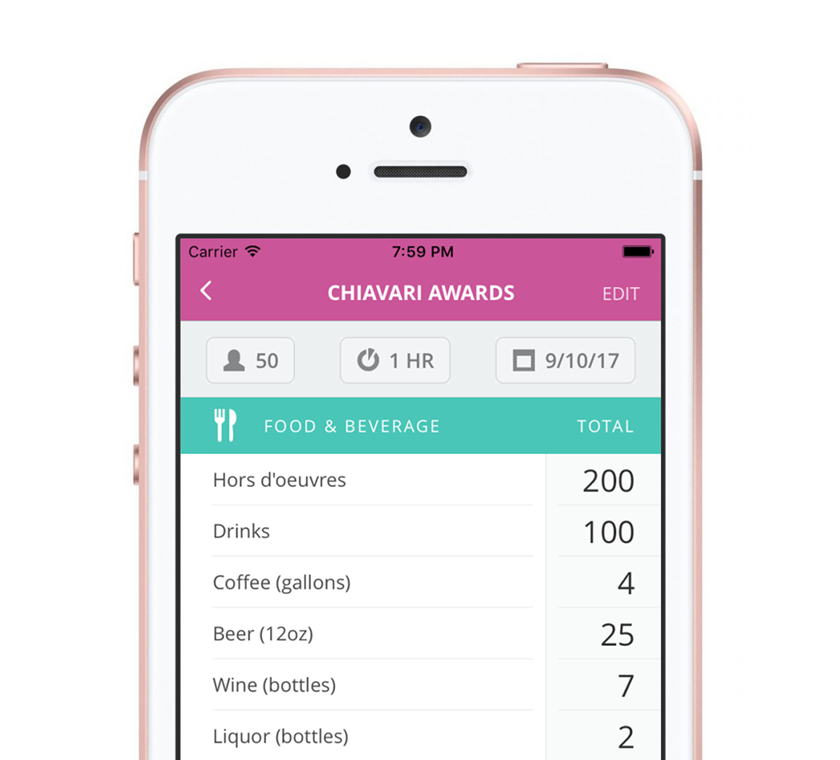 Carrier 7:59 PM
CHIAVARI AWARDS EDIT
50 1 HR 9/10/17
FOOD & BEVERAGE TOTAL
Hors d'oeuvres 200
Drinks 100
Coffee (gallons) 4
Beer (12oz) 25
Wine (bottles) 7
Liquor (bottles) 2